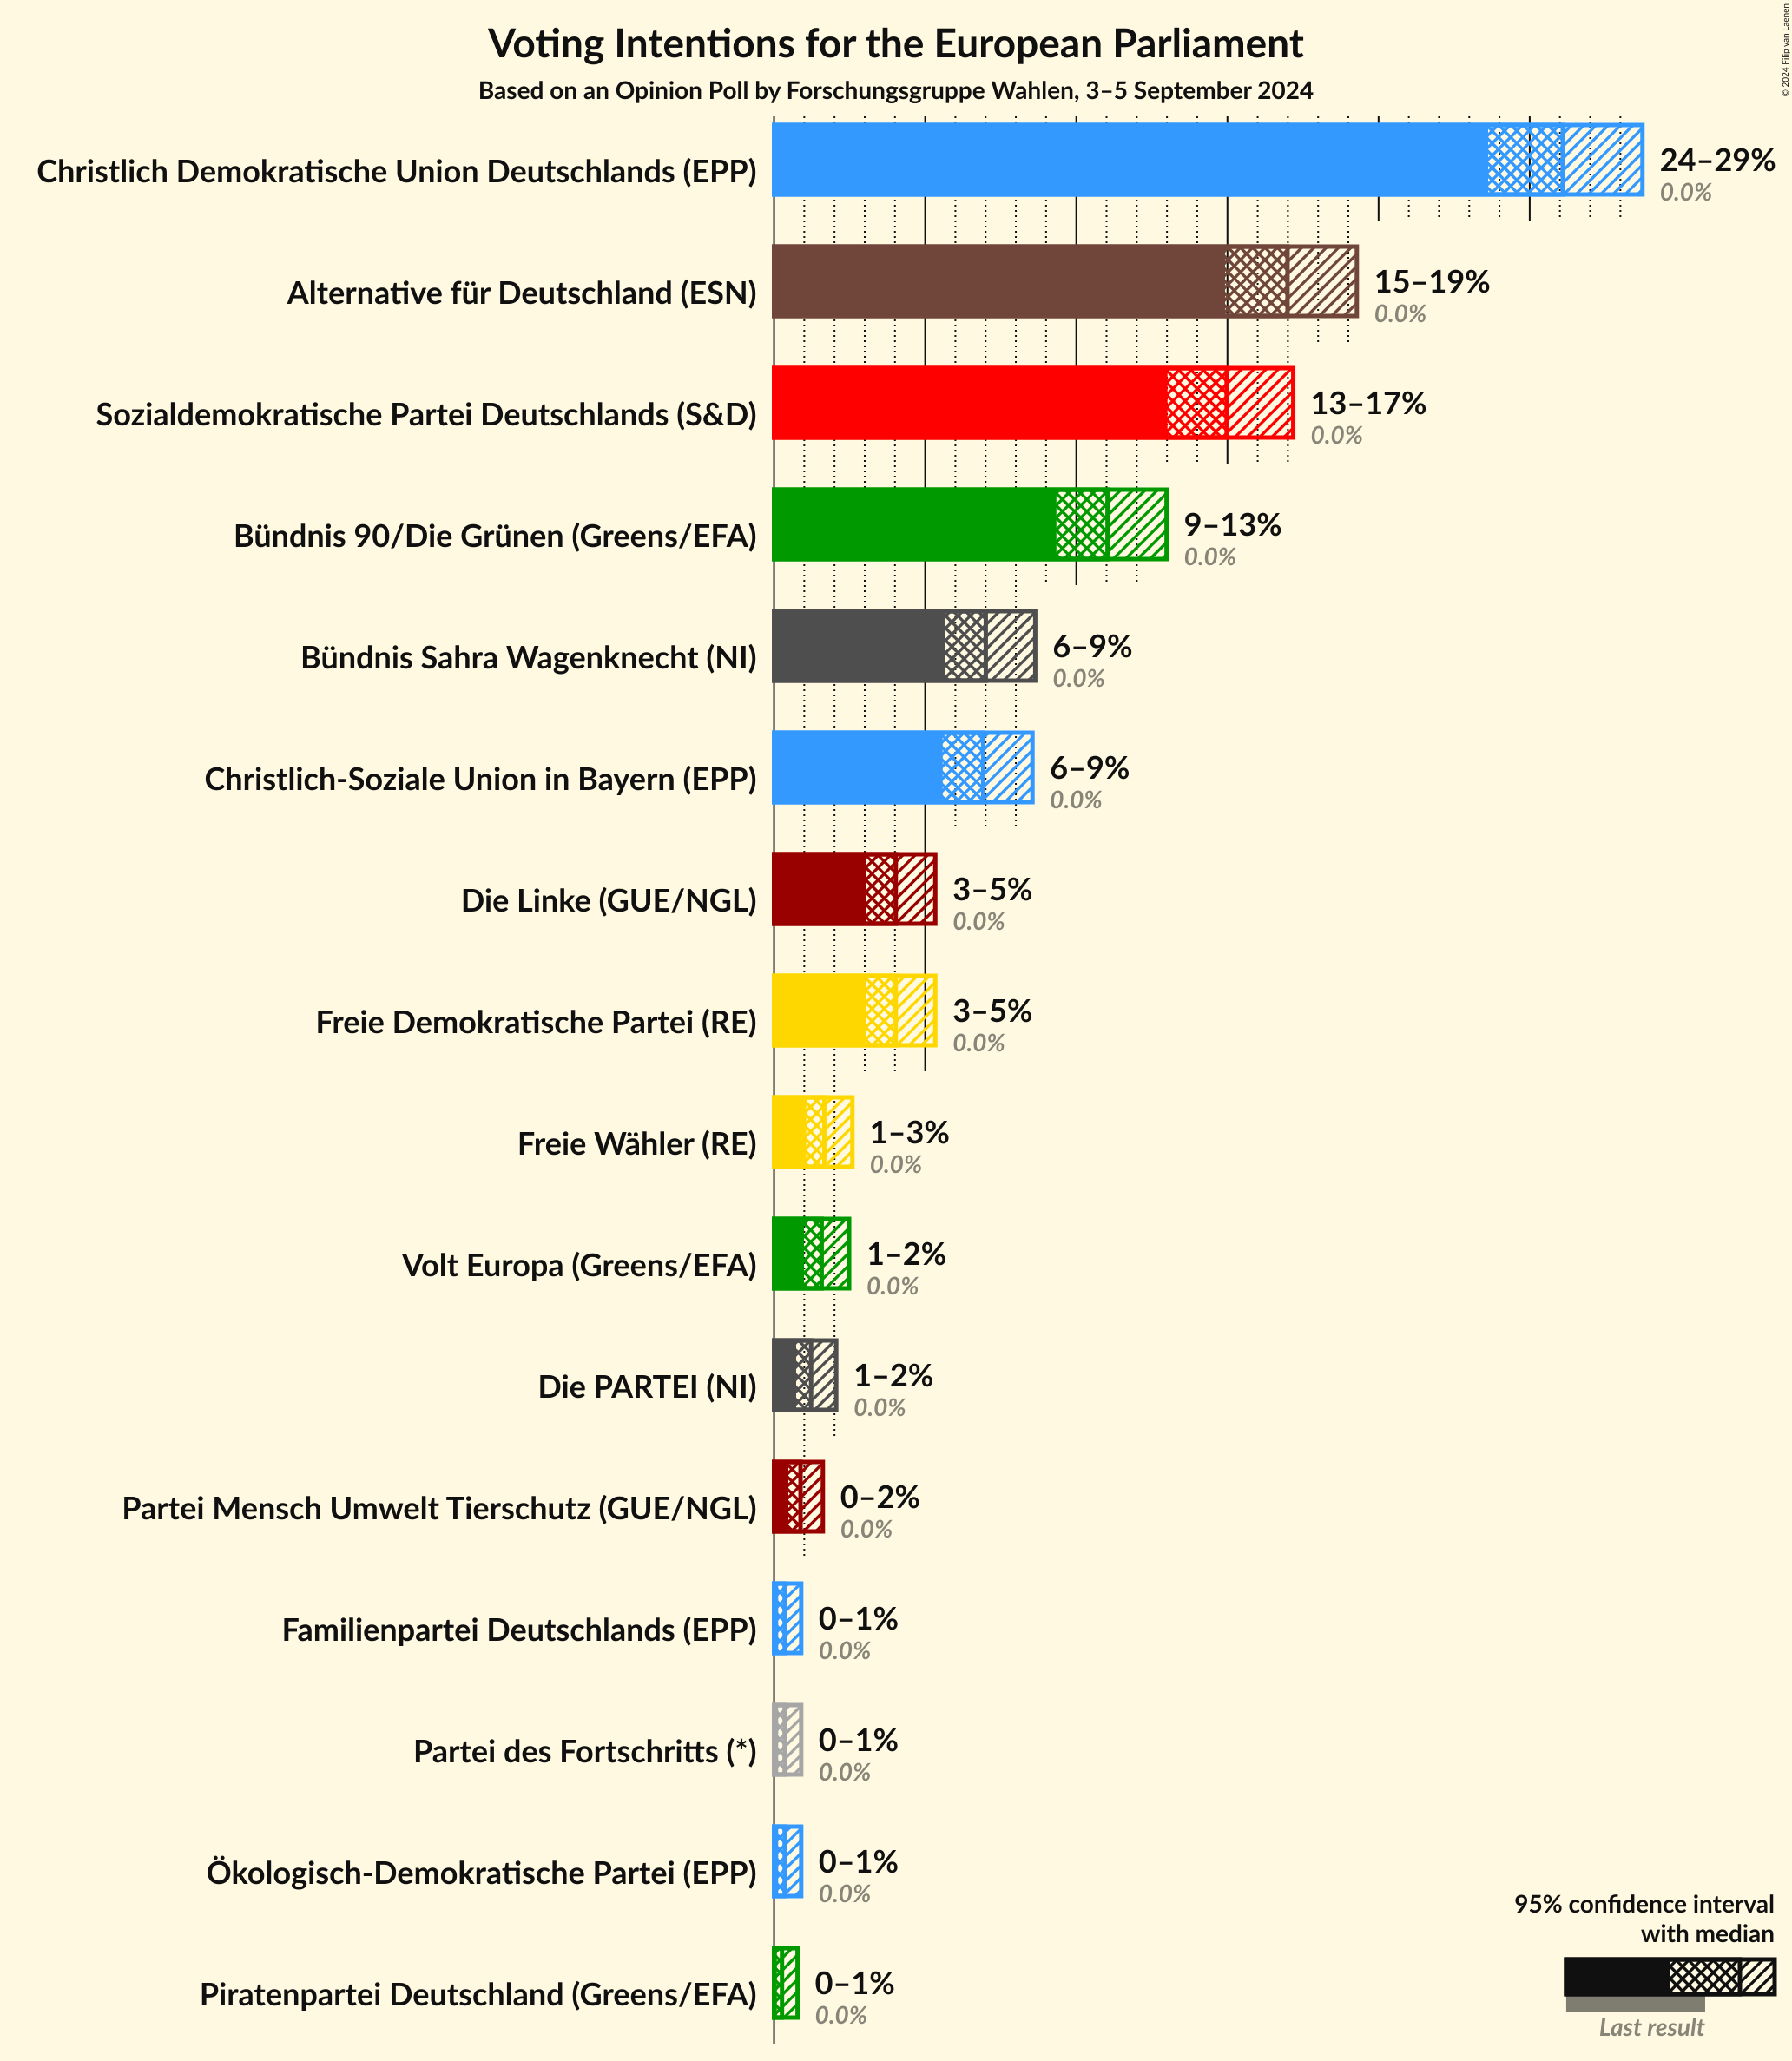 Voting Intentions for the European Parliament
Based on an Opinion Poll by Forschungsgruppe Wahlen, 3–5 September 2024
© 2024 Filip van Laenen
Christlich Demokratische Union Deutschlands (EPP)
24–29%
0.0%
Alternative für Deutschland (ESN)
15–19%
0.0%
Sozialdemokratische Partei Deutschlands (S&D)
13–17%
0.0%
Bündnis 90/Die Grünen (Greens/EFA)
9–13%
0.0%
Bündnis Sahra Wagenknecht (NI)
6–9%
0.0%
Christlich-Soziale Union in Bayern (EPP)
6–9%
0.0%
Die Linke (GUE/NGL)
3–5%
0.0%
Freie Demokratische Partei (RE)
3–5%
0.0%
Freie Wähler (RE)
1–3%
0.0%
Volt Europa (Greens/EFA)
1–2%
0.0%
Die PARTEI (NI)
1–2%
0.0%
Partei Mensch Umwelt Tierschutz (GUE/NGL)
0–2%
0.0%
Familienpartei Deutschlands (EPP)
0–1%
0.0%
Partei des Fortschritts (*)
0–1%
0.0%
Ökologisch-Demokratische Partei (EPP)
0–1%
0.0%
Piratenpartei Deutschland (Greens/EFA)
0–1%
0.0%
95% confidence interval
with median
Last result